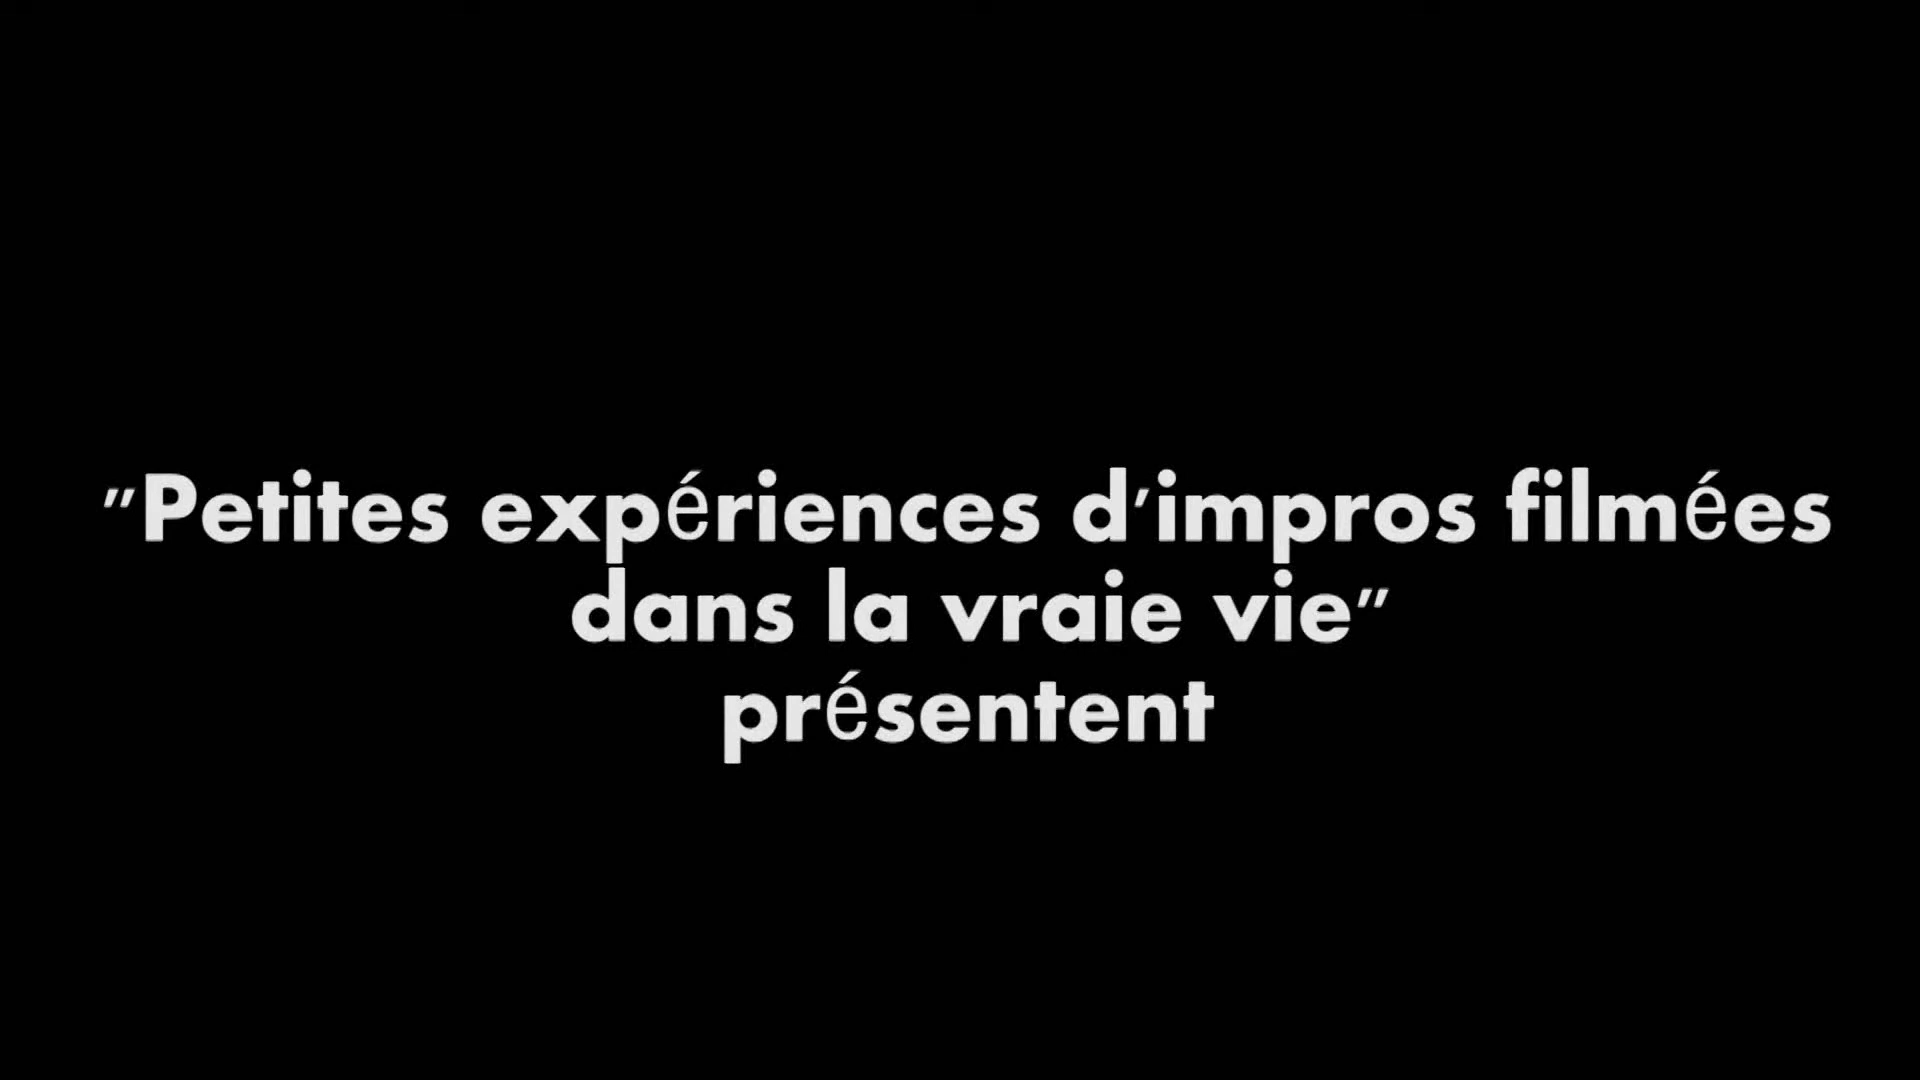 "Petites expériences d'impros filmées
dans la vraie vie"
présentent